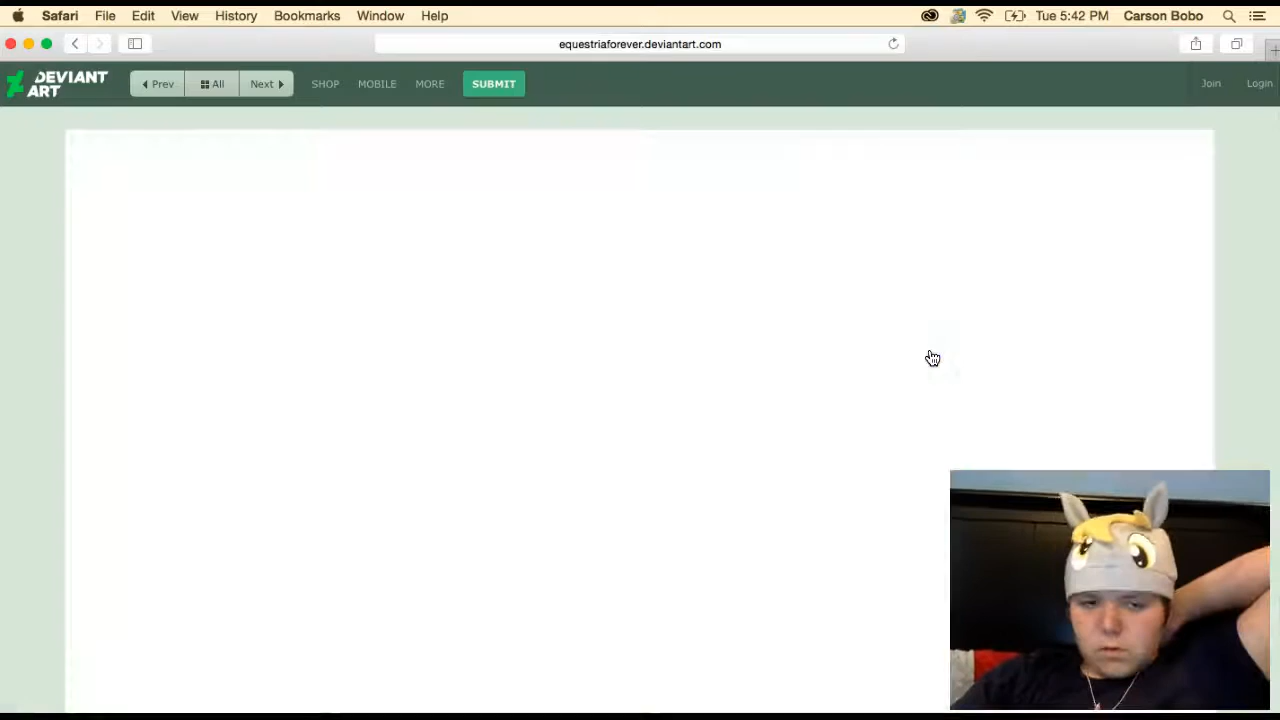 Safari File Edit View History Bookmarks Window Help Tue 5:42 PM Carson Bobo
equestriaforever.deviantart.com
DEVIANT
ART
Prev All Next SHOP MOBILE MORE SUBMIT Join Login